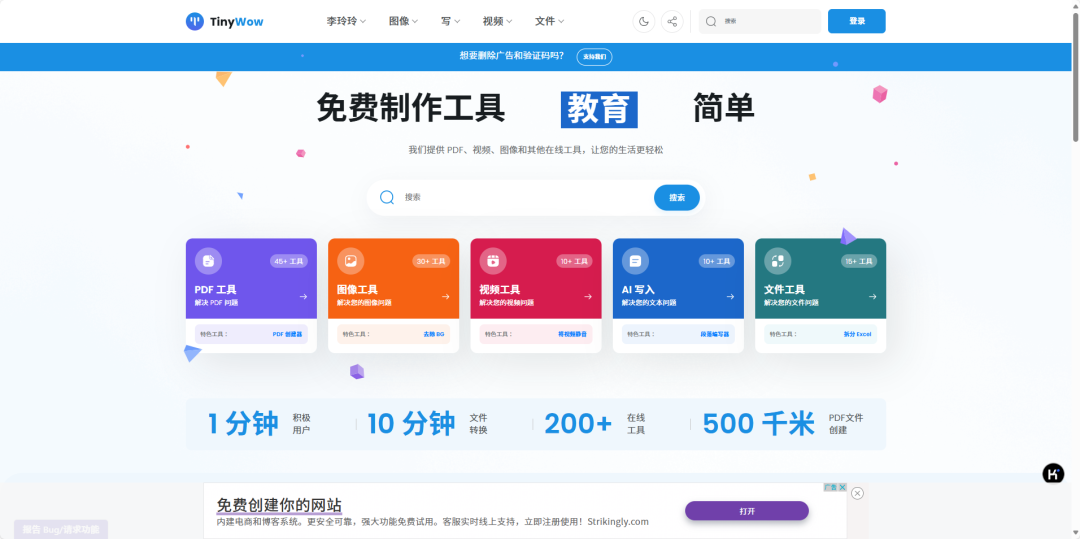 TinyWow 李玲玲 图像 写 视频 文件 搜索 登录
想要删除广告和验证码吗? 支持我们
免费制作工具 教育 简单
我们提供 PDF、视频、图像和其他在线工具，让您的生活更轻松
搜索 搜索
45+ 工具
PDF 工具
解决 PDF 问题
特色工具： PDF 创建器
30+ 工具
图像工具
解决您的图像问题
特色工具： 去除 BG
10+ 工具
视频工具
解决您的视频问题
特色工具： 将视频静音
10+ 工具
AI 写入
解决您的文本问题
特色工具： 段落编写器
15+ 工具
文件工具
解决您的文件问题
特色工具： 拆分 Excel
1 分钟 积极
用户
10 分钟 文件
转换
200+ 在线
工具
500 千米 PDF文件
创建
广告
免费创建你的网站
内建电商和博客系统。更安全可靠，强大功能免费试用。客服实时线上支持，立即注册使用！Strikingly.com
打开
报告 Bug/请求功能